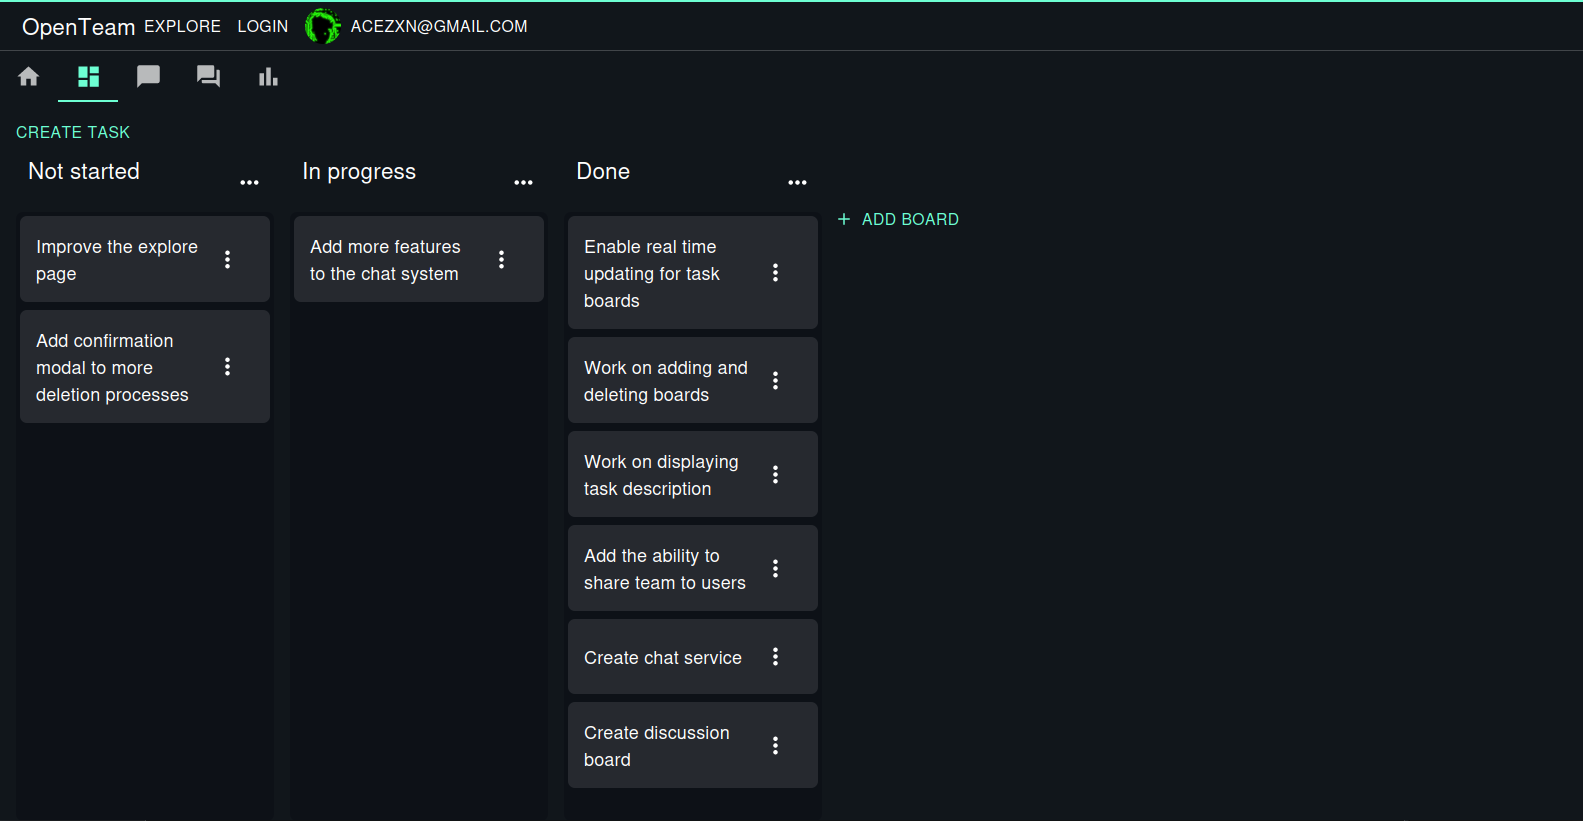 OpenTeam EXPLORE LOGIN ACEZXN@GMAIL.COM
CREATE TASK
Not started
Improve the explore
page
Add confirmation
modal to more
deletion processes
In progress
Add more features
to the chat system
Done
Enable real time
updating for task
boards
Work on adding and
deleting boards
Work on displaying
task description
Add the ability to
share team to users
Create chat service
Create discussion
board
+ ADD BOARD